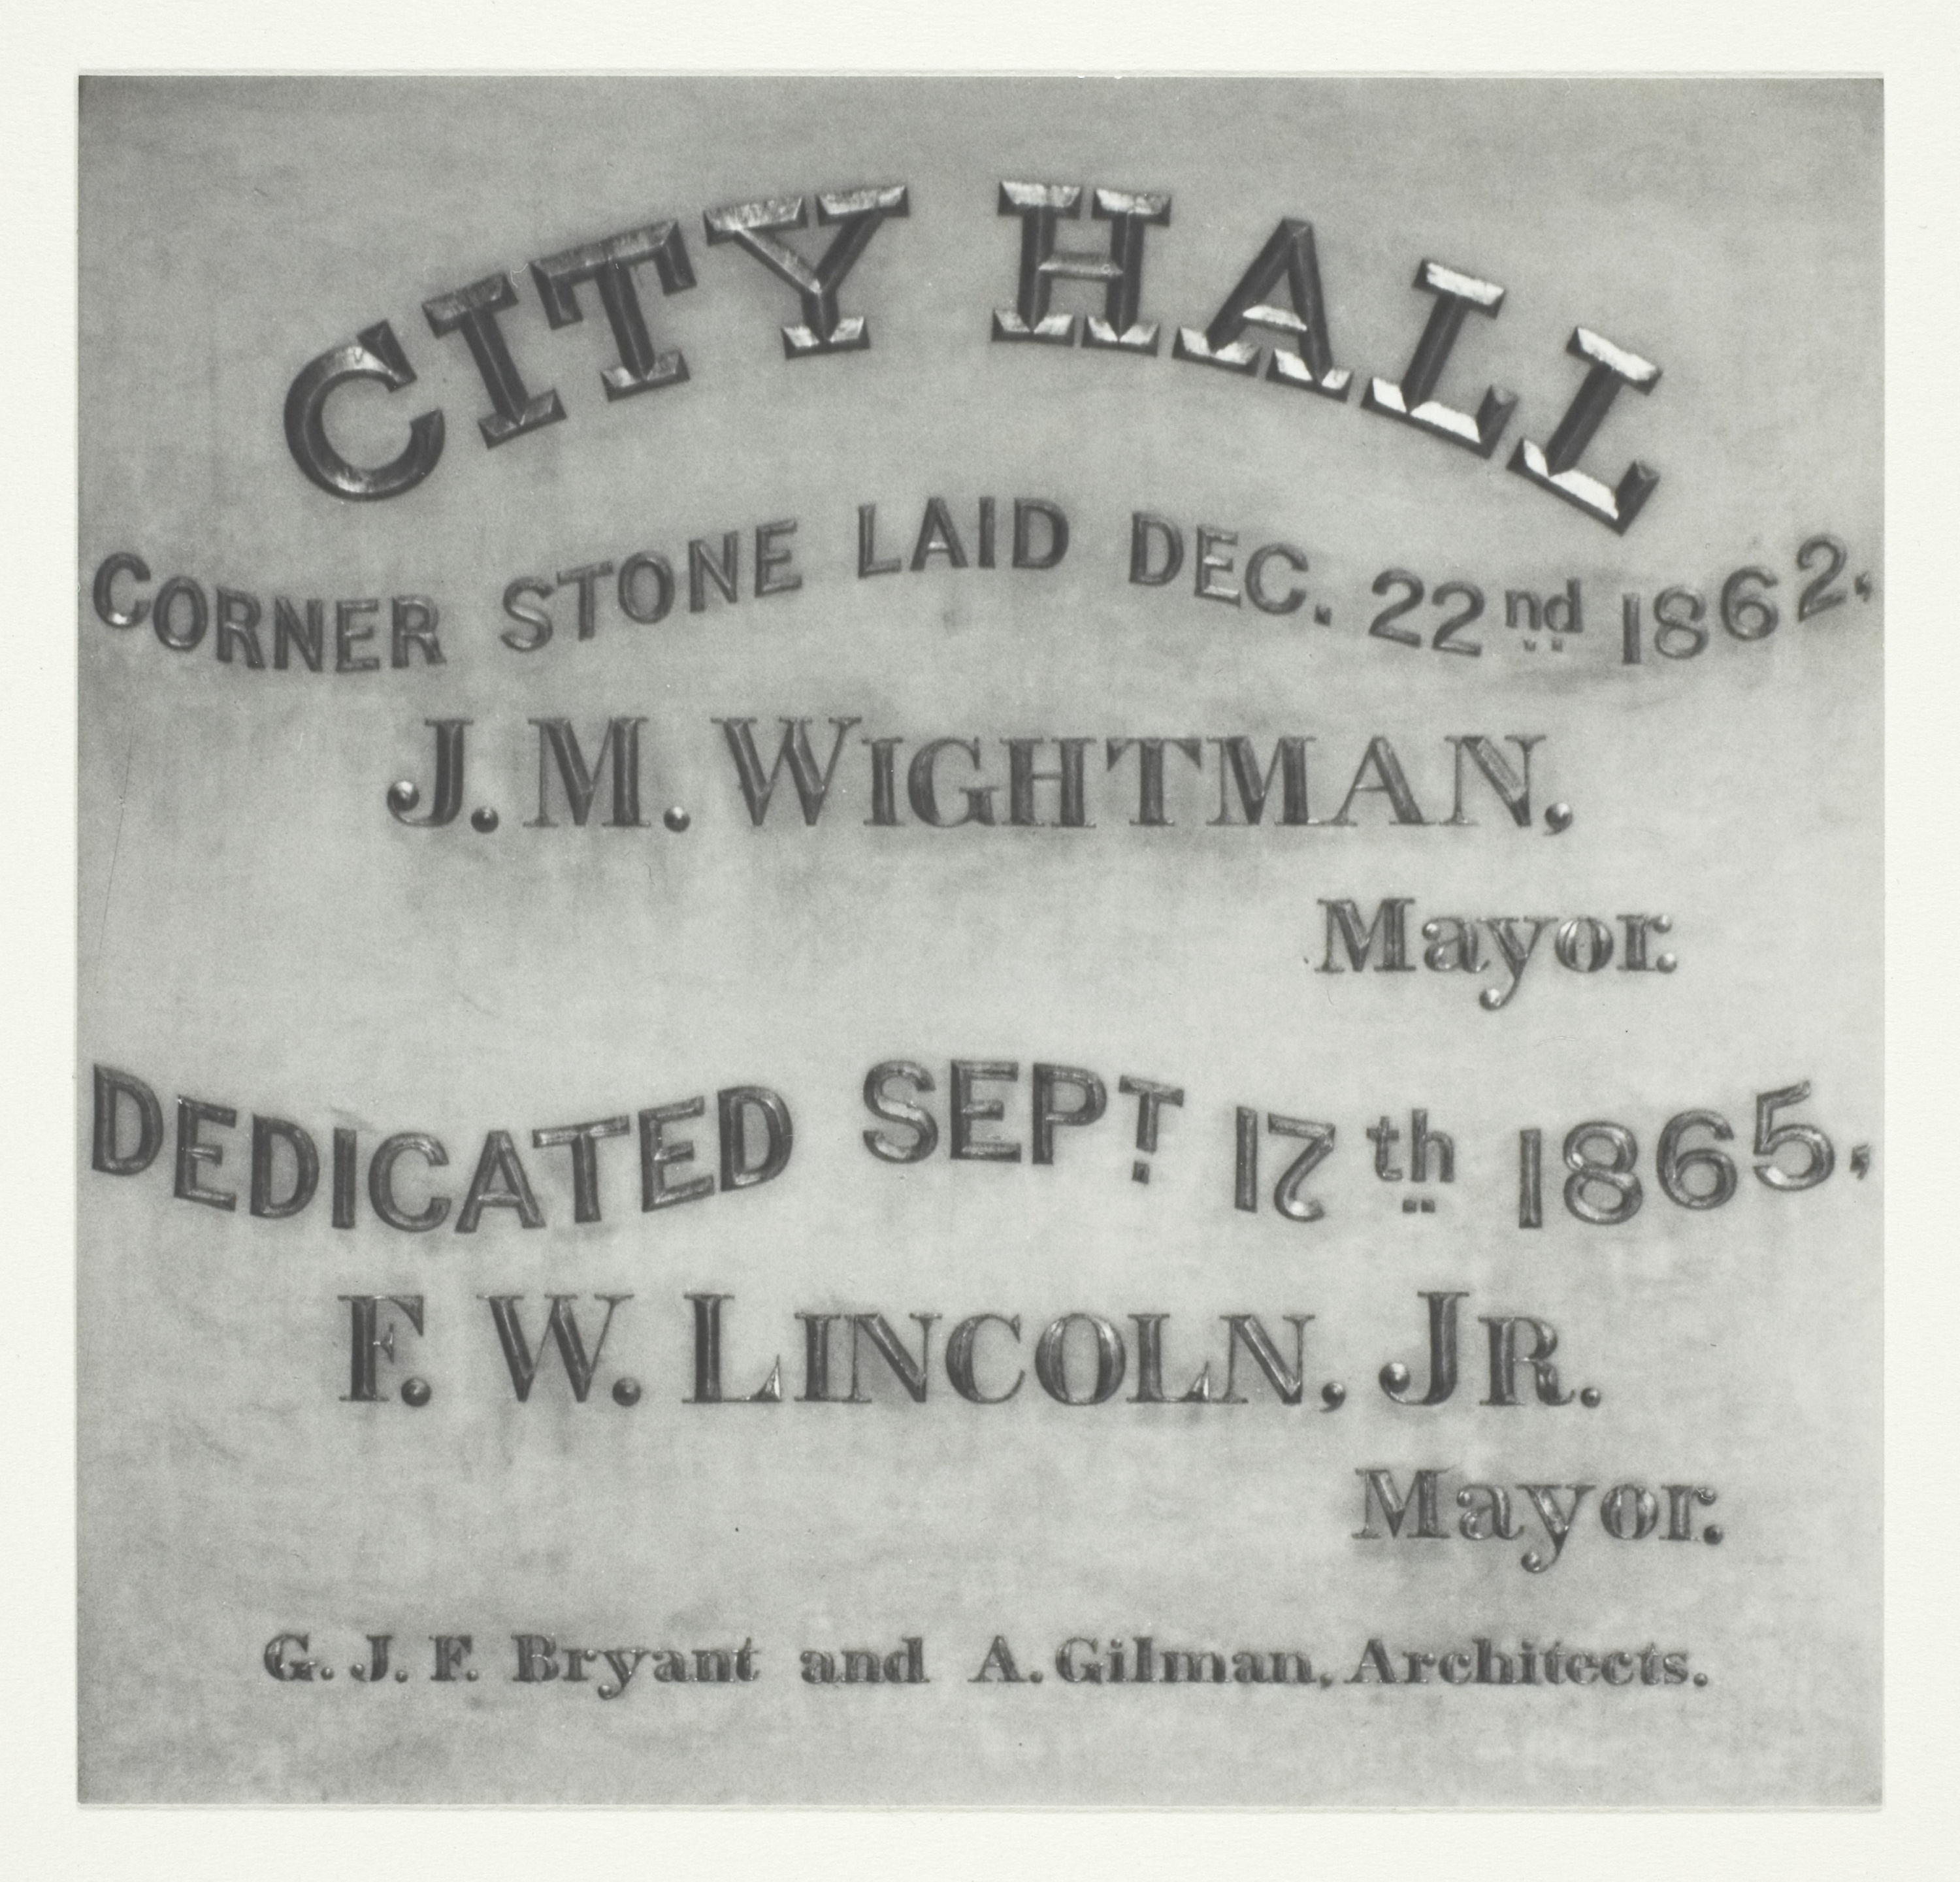 CITY HALL
CORNER STONE LAID DEC. 22nd 1862.
J. M. WIGHTMAN,
Mayor.
DEDICATED SEPT. 17th 1865,
F. W. LINCOLN, JR.
Mayor.
G. J. F. Bryant and A. Gilman, Architects.